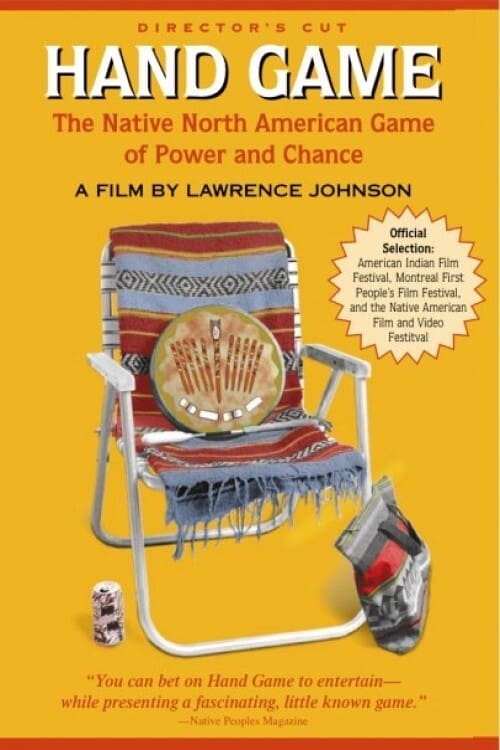 DIRECTOR'S CUT
HAND GAME
The Native North American Game
of Power and Chance
A FILM BY LAWRENCE JOHNSON
Official
Selection:
American Indian Film
Festival, Montreal First
People's Film Festival,
and the Native American
Film and Video
Festitval
"You can bet on Hand Game to entertain—
while presenting a fascinating, little known game."
—Native Peoples Magazine